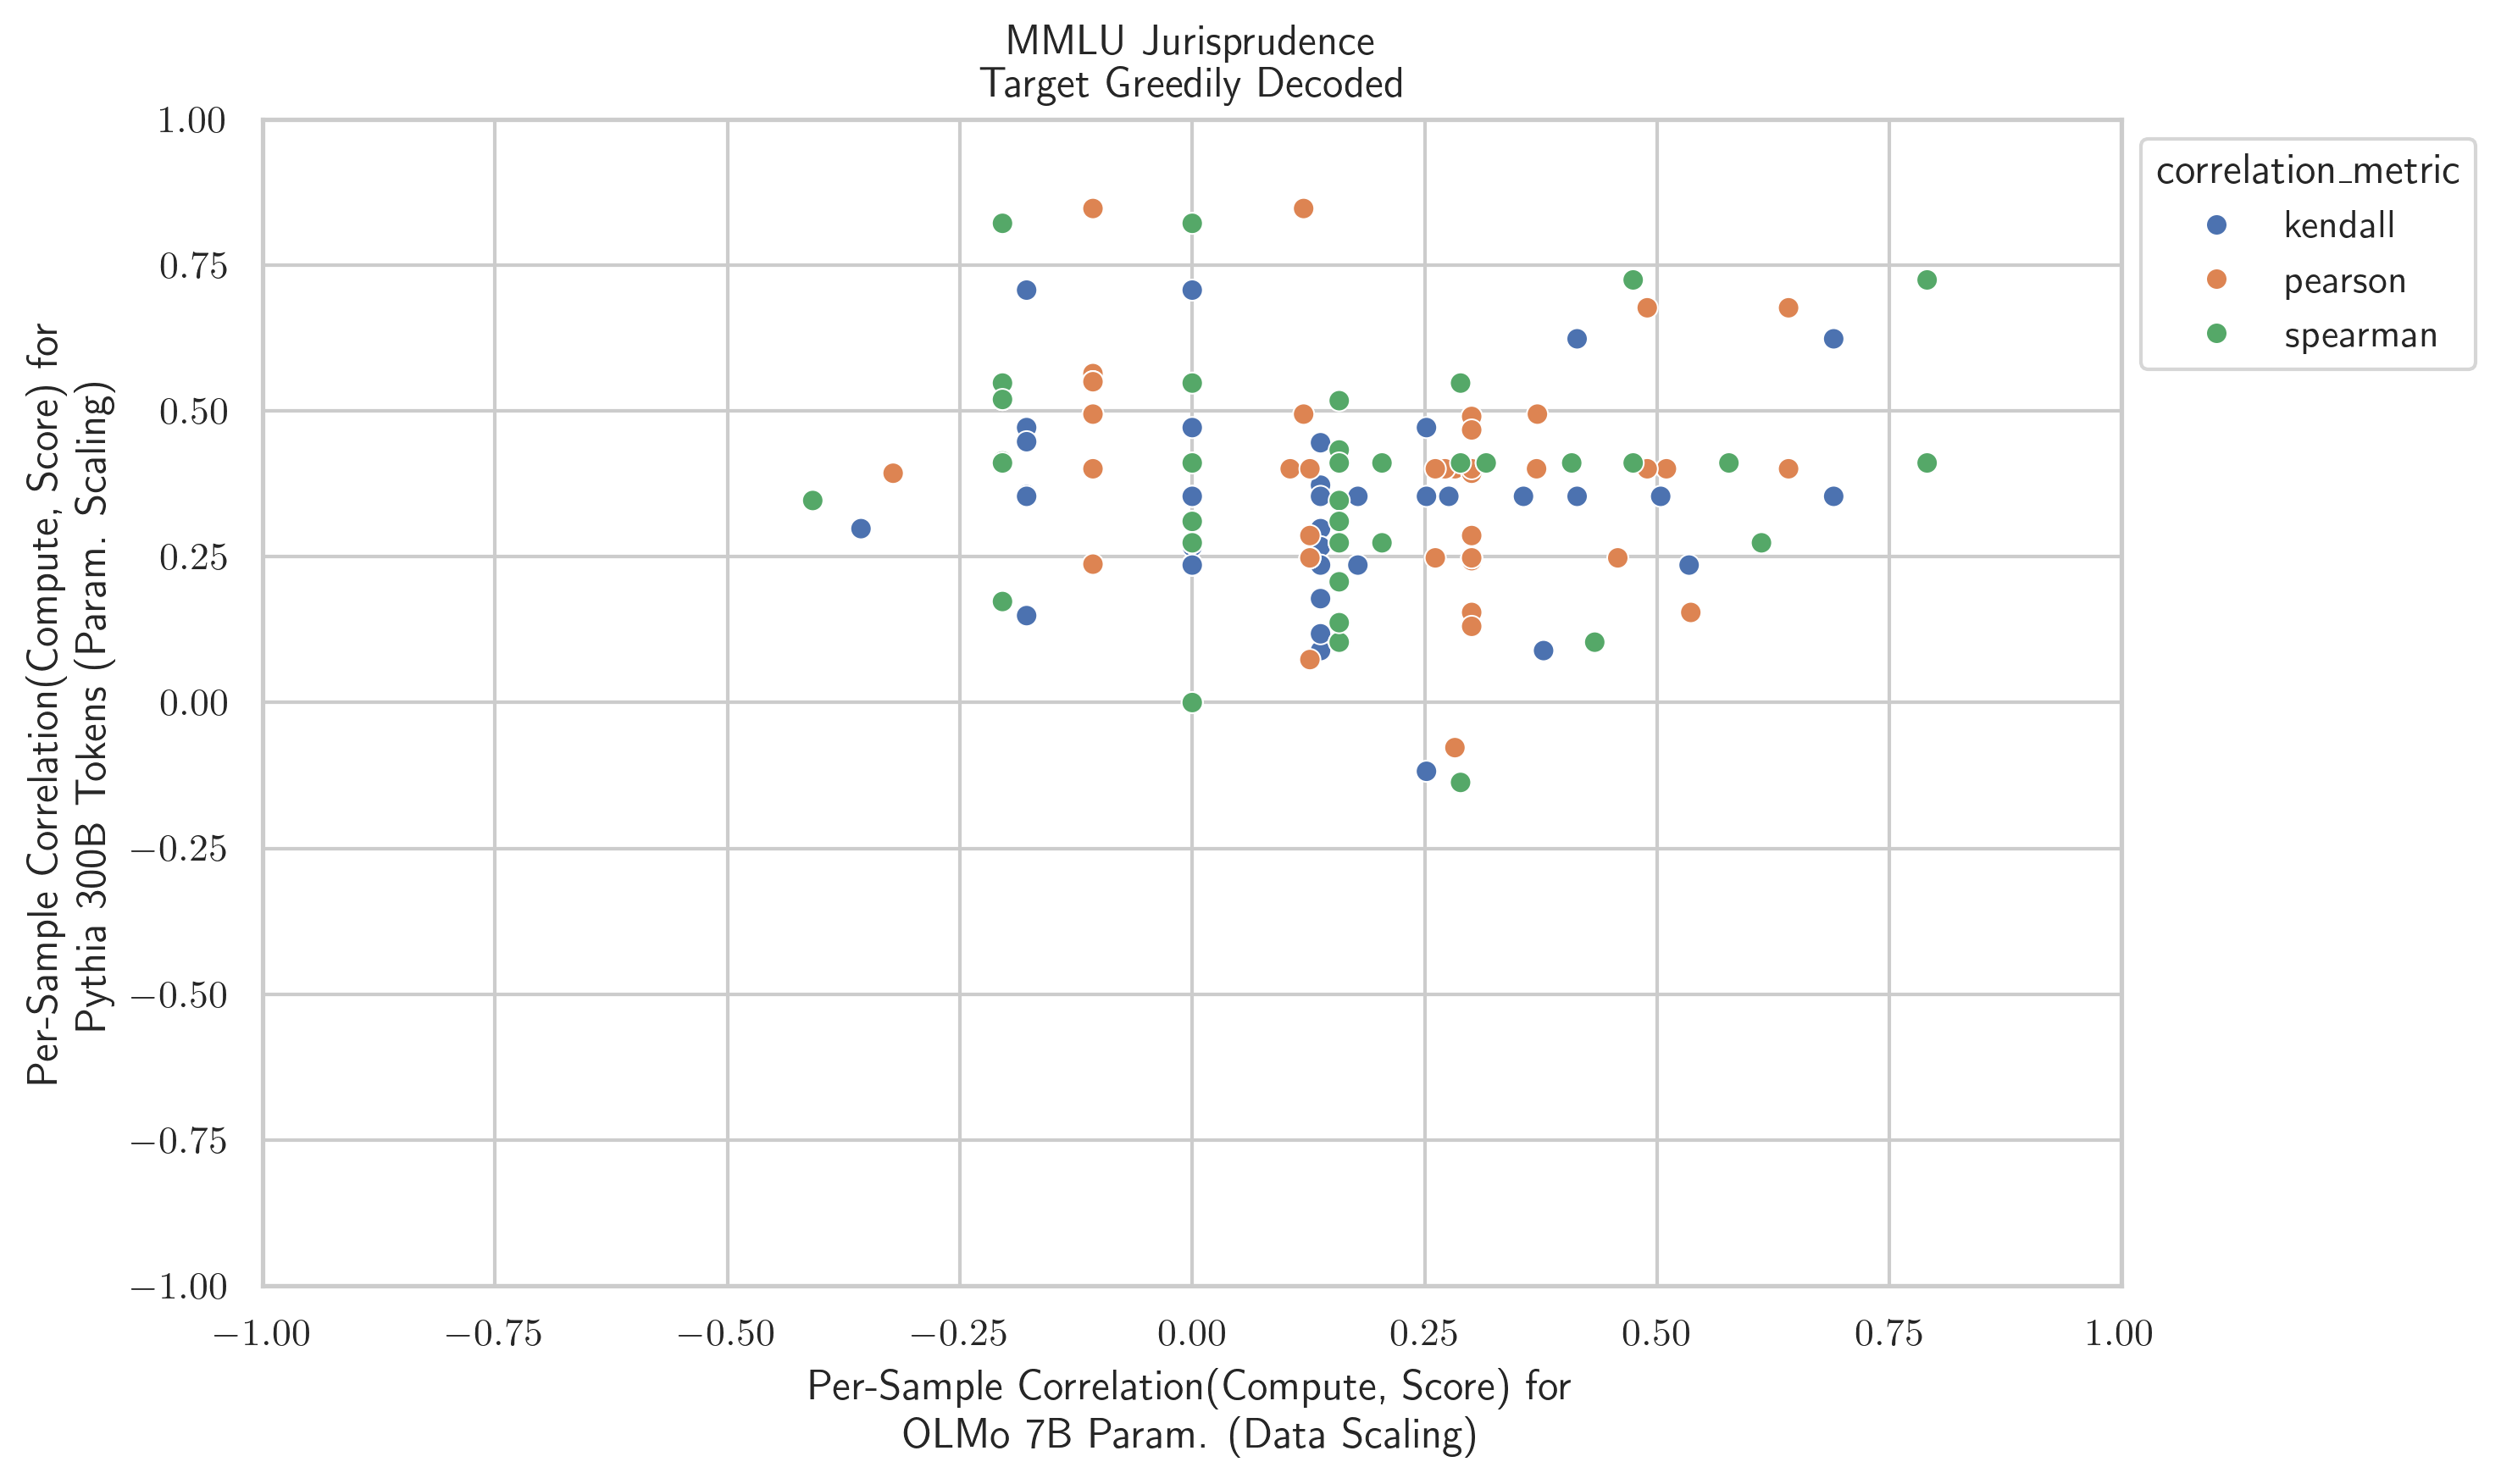 MMLU Jurisprudence
Target Greedily Decoded
1.00
0.75
0.50
0.25
0.00
−0.25
−0.50
−0.75
−1.00
Per-Sample Correlation(Compute, Score) for
Pythia 300B Tokens (Param. Scaling)
−1.00 −0.75 −0.50 −0.25 0.00 0.25 0.50 0.75 1.00
Per-Sample Correlation(Compute, Score) for
OLMo 7B Param. (Data Scaling)
correlation_metric
kendall
pearson
spearman